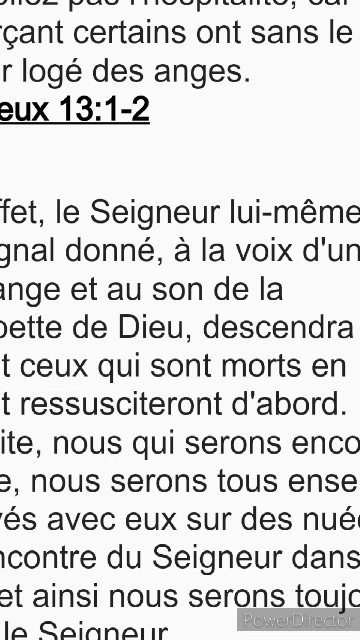 ez pas l'hospitalité, car
rçant certains ont sans le
r logé des anges.
eux 13:1-2
ffet, le Seigneur lui-même
gnal donné, à la voix d'un
ange et au son de la
pette de Dieu, descendra
t ceux qui sont morts en
t ressusciteront d'abord.
ite, nous qui serons enco
e, nous serons tous ense
vés avec eux sur des nué
ncontre du Seigneur dans
et ainsi nous serons toujo
le Seigneur
PowerDirector